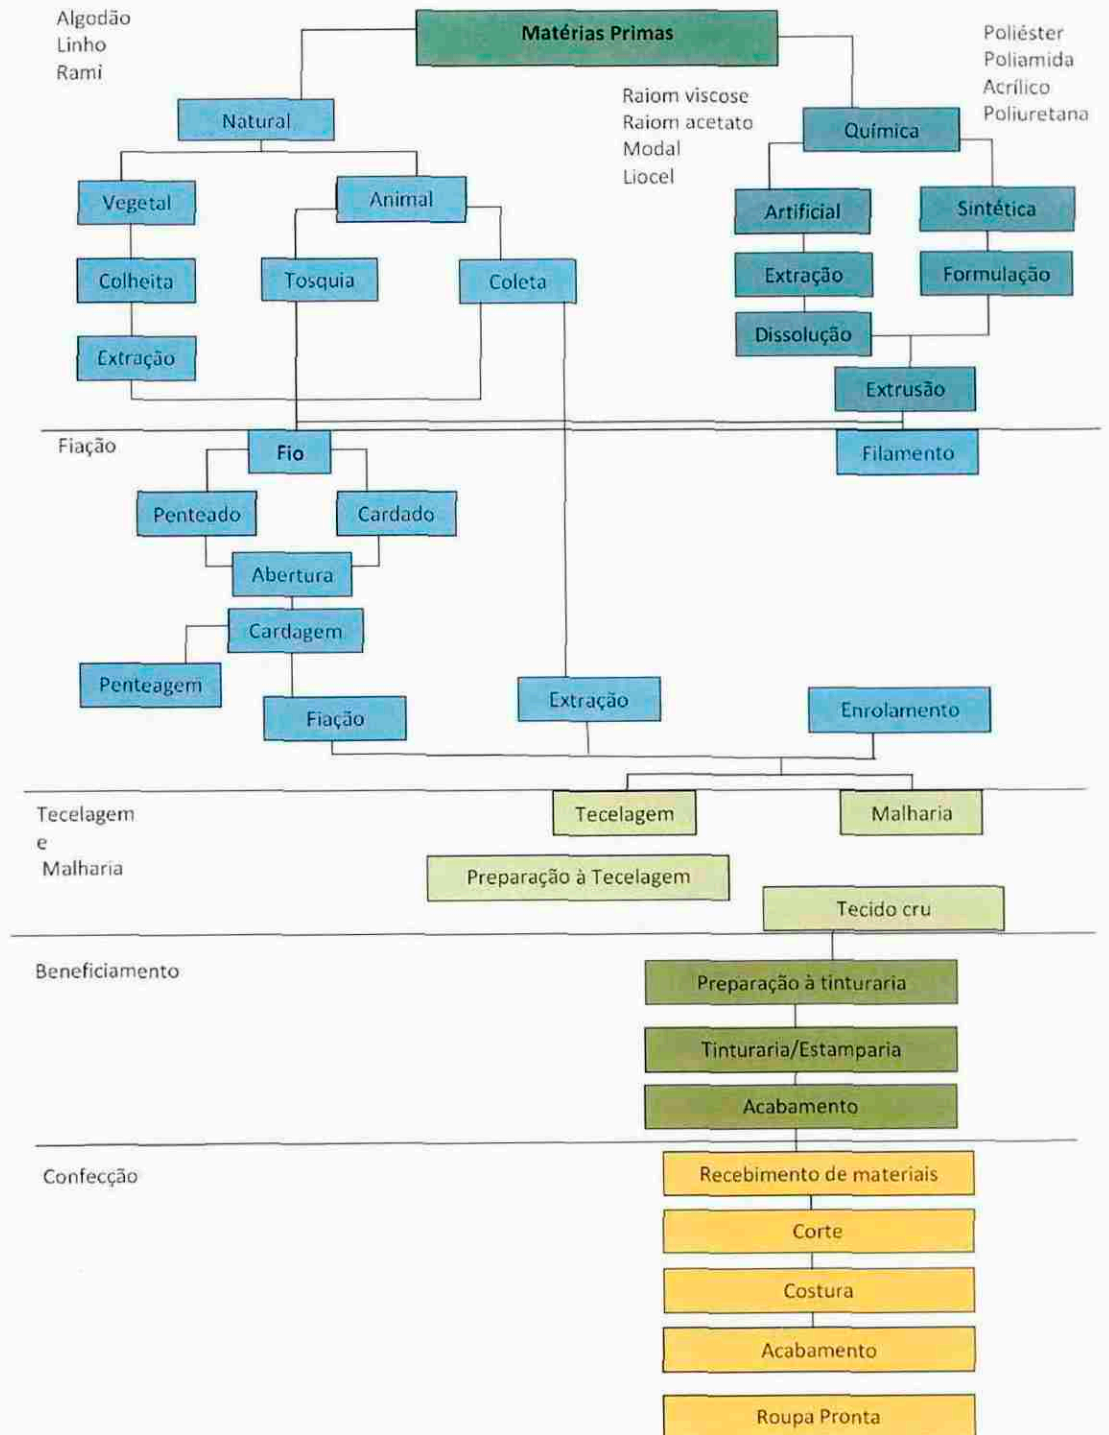 Algodão
Linho
Rami
Matérias Primas
Poliéster
Poliamida
Acrílico
Poliuretana
Raiom viscose
Raiom acetato
Modal
Liocel
Natural
Química
Vegetal
Animal
Artificial
Sintética
Colheita
Tosquia
Coleta
Extração
Formulação
Extração
Dissolução
Extrusão
Fiação
Fio
Filamento
Penteado
Cardado
Abertura
Cardagem
Penteagem
Fiação
Extração
Enrolamento
Tecelagem
e
Malharia
Tecelagem
Malharia
Preparação à Tecelagem
Tecido cru
Beneficiamento
Preparação à tinturaria
Tinturaria/Estamparia
Acabamento
Confecção
Recebimento de materiais
Corte
Costura
Acabamento
Roupa Pronta